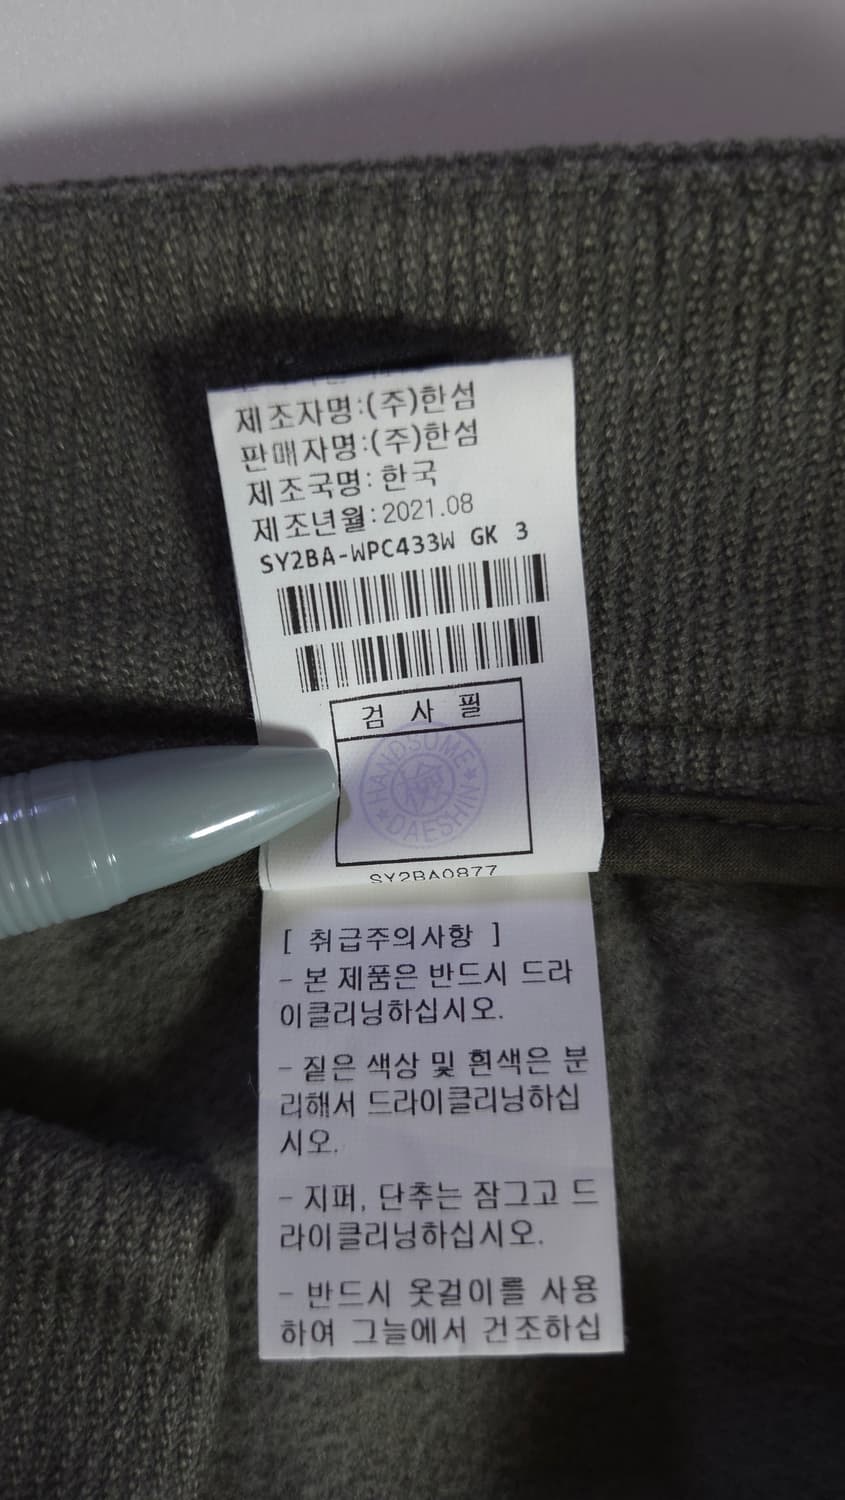 제조자명:(주)한섬
판매자명:(주)한섬
제조국명: 한국
제조년월:2021.08
SY2BA-WPC433W GK 3
검 사 필
HANDSOME
檢
DAESHIN
SY2BA0877
[ 취급주의사항 ]
- 본 제품은 반드시 드라
이클리닝하십시오.
- 짙은 색상 및 흰색은 분
리해서 드라이클리닝하십
시오.
- 지퍼, 단추는 잠그고 드
라이클리닝하십시오.
- 반드시 옷걸이를 사용
하여 그늘에서 건조하십